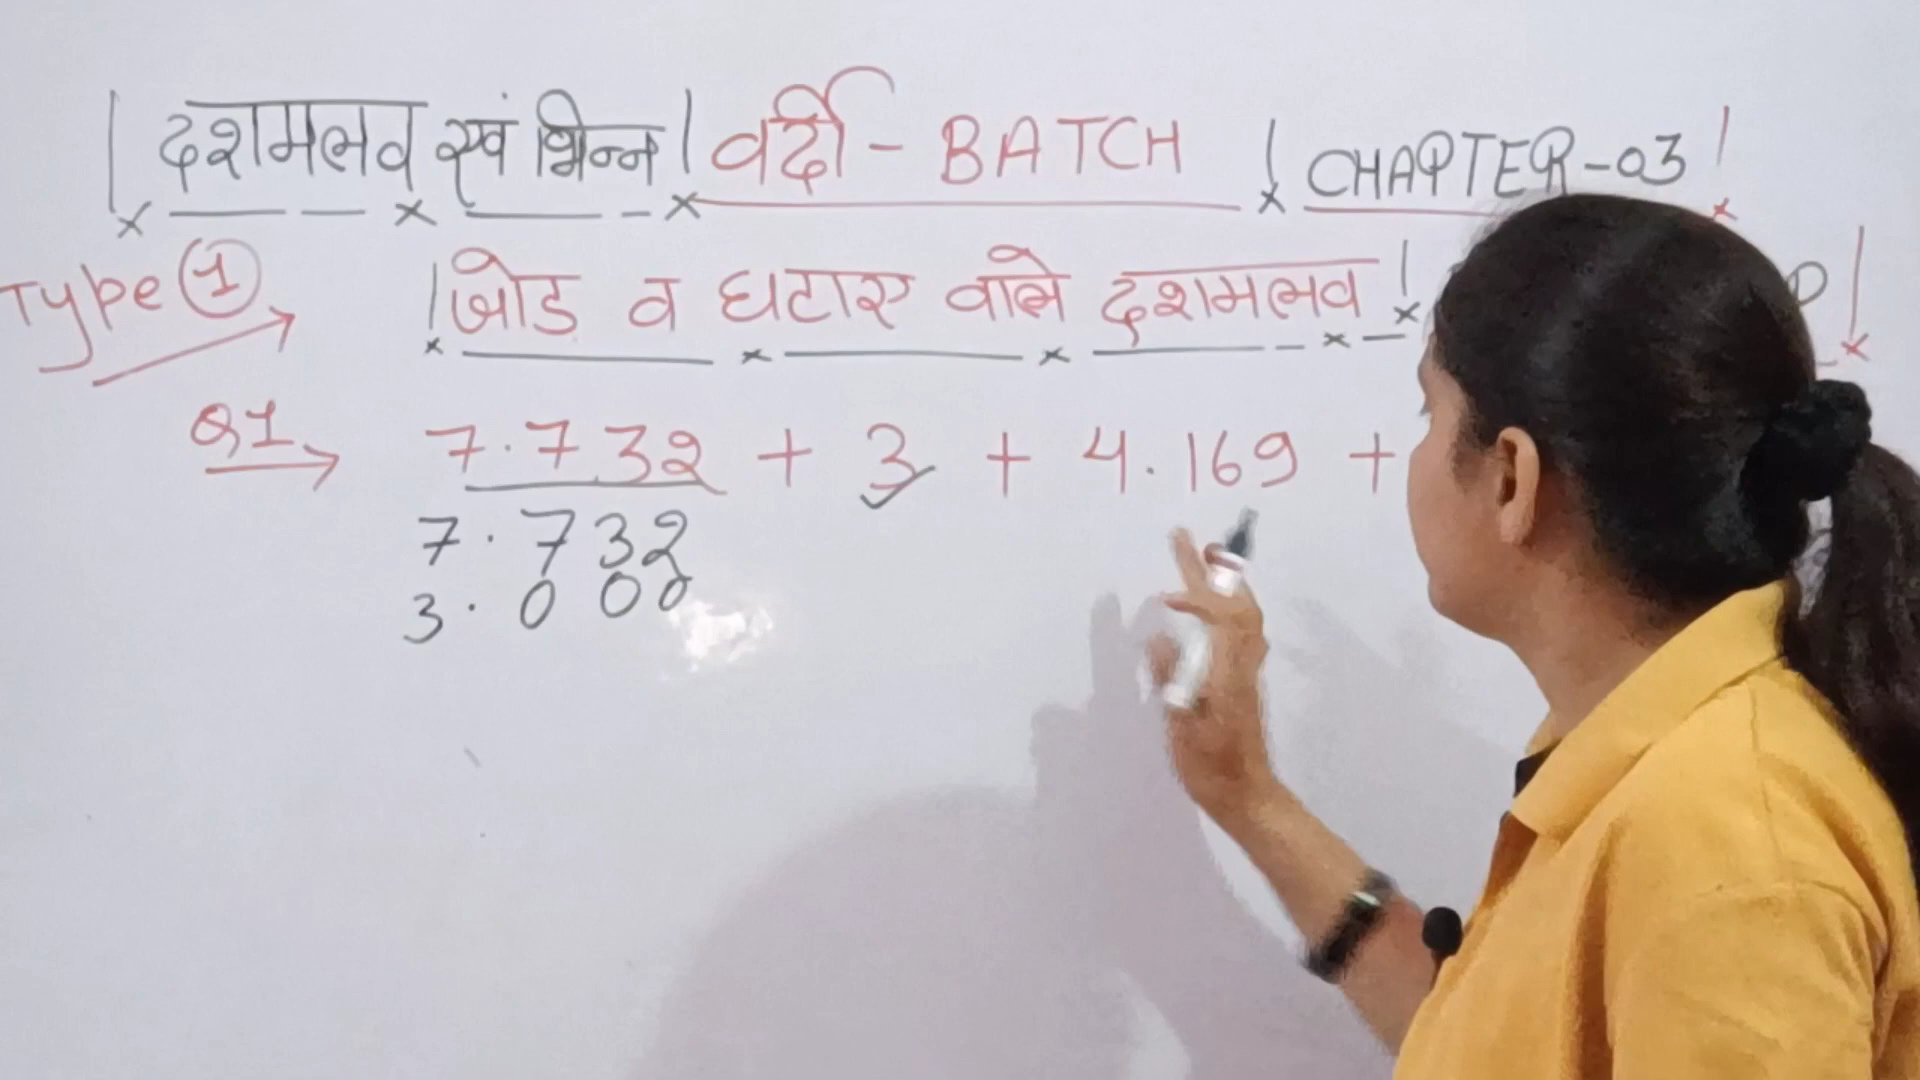 दशमलव एवं भिन्न | वर्दी - BATCH | CHAPTER-03
Type 1 → जोड व घटाए वाले दशमलव
Q1 → 7.732 + 3 + 4.169 +
7.732
3.000